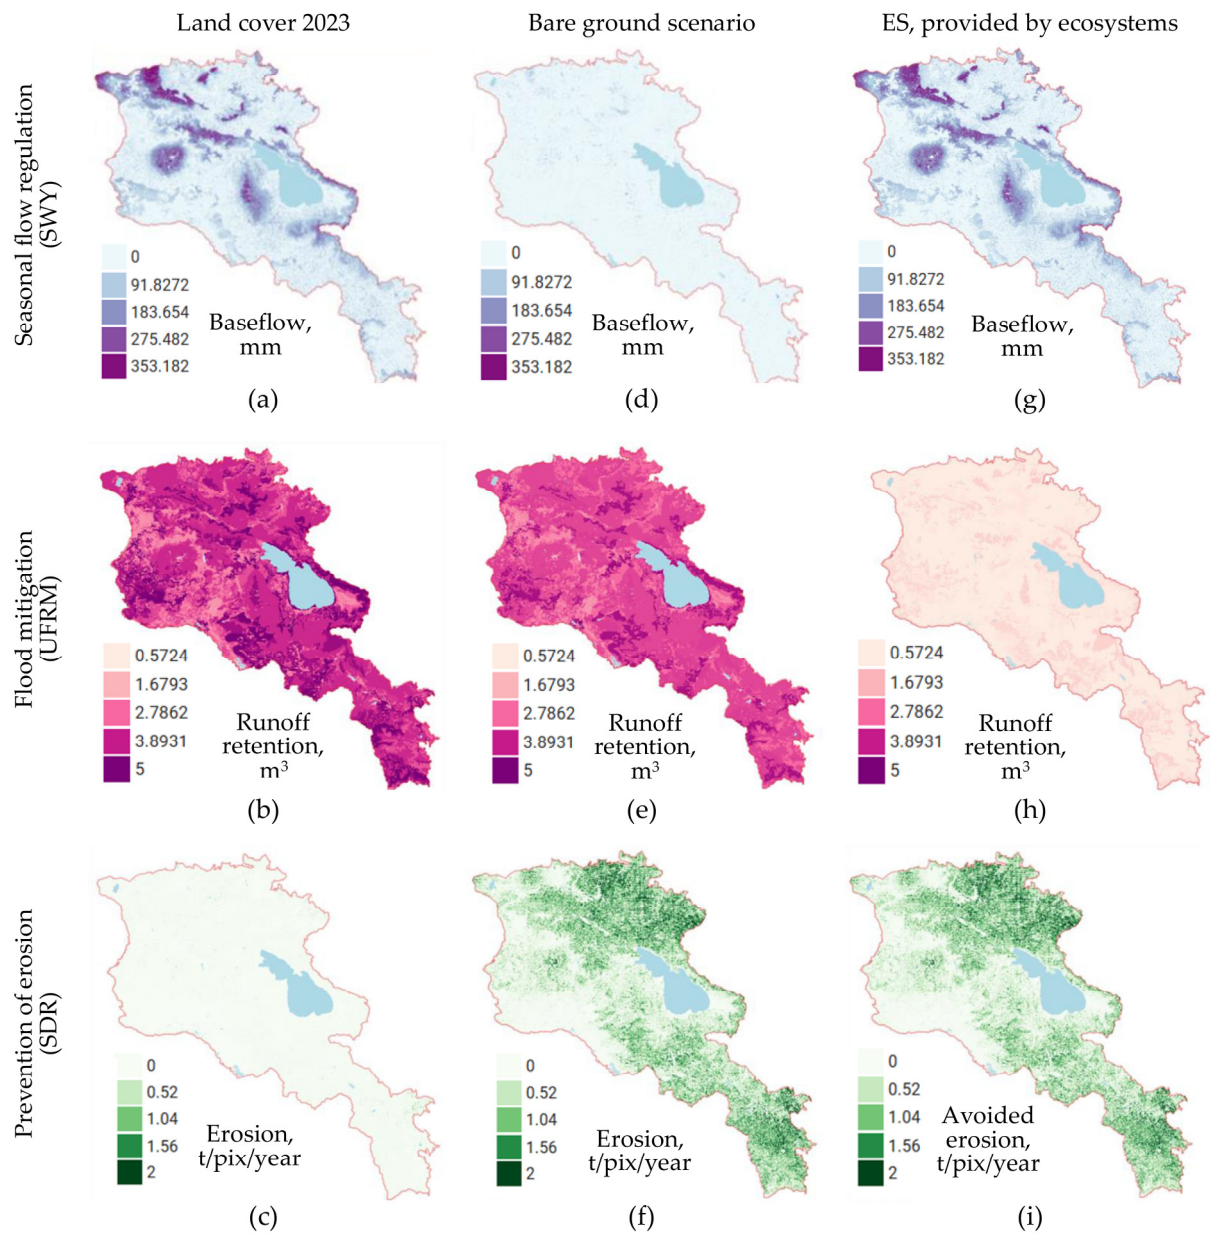 Land cover 2023
Bare ground scenario
ES, provided by ecosystems
Seasonal flow regulation
(SWY)
0
91.8272
183.654
275.482
353.182
Baseflow,
mm
(a)
0
91.8272
183.654
275.482
353.182
Baseflow,
mm
(d)
0
91.8272
183.654
275.482
353.182
Baseflow,
mm
(g)
Flood mitigation
(UFRM)
0.5724
1.6793
2.7862
3.8931
5
Runoff
retention,
m³
(b)
0.5724
1.6793
2.7862
3.8931
5
Runoff
retention,
m³
(e)
0.5724
1.6793
2.7862
3.8931
5
Runoff
retention,
m³
(h)
Prevention of erosion
(SDR)
0
0.52
1.04
1.56
2
Erosion,
t/pix/year
(c)
0
0.52
1.04
1.56
2
Erosion,
t/pix/year
(f)
0
0.52
1.04
1.56
2
Avoided
erosion,
t/pix/year
(i)